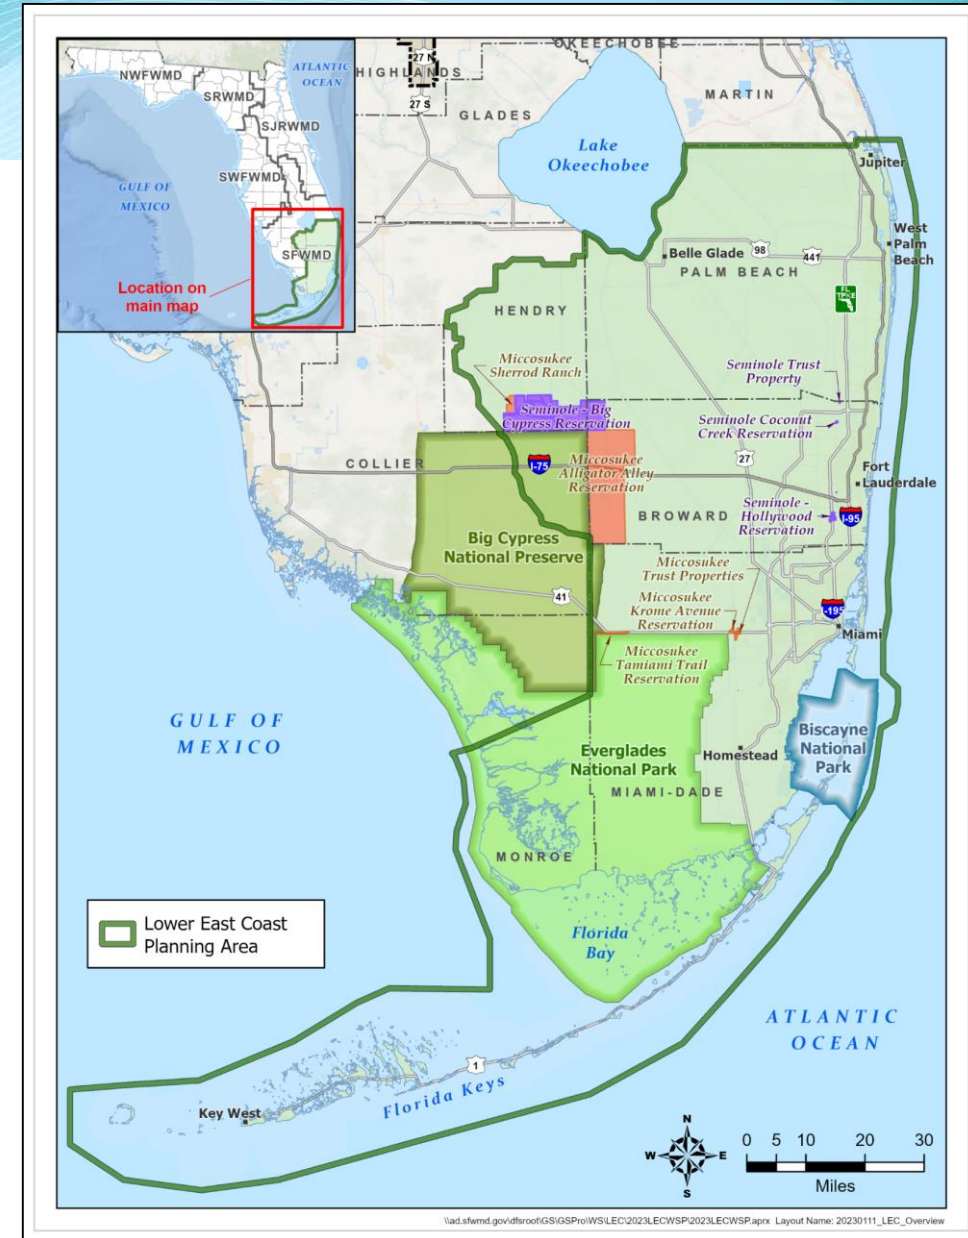 NWFWMD
SRWMD
SJRWMD
SWFWMD
SFWMD
ATLANTIC
OCEAN
GULF OF
MEXICO
Location on
main map
OKEECHOBEE
27 N
27 S
HIGHLANDS
GLADES
MARTIN
Lake
Okeechobee
Jupiter
West
Palm
Beach
Belle Glade
98
441
PALM BEACH
FL
TPKE
HENDRY
Miccosukee
Sherrod Ranch
Seminole Trust
Property
Seminole - Big
Cypress Reservation
Seminole Coconut
Creek Reservation
COLLIER
I-75
Miccosukee
Alligator Alley
Reservation
27
Fort
Lauderdale
BROWARD
Seminole -
Hollywood
Reservation
I-95
Big Cypress
National Preserve
Miccosukee
Trust Properties
41
Miccosukee
Krome Avenue
Reservation
I-195
Miami
Miccosukee
Tamiami Trail
Reservation
GULF OF
MEXICO
Everglades
National Park
Homestead
Biscayne
National
Park
MIAMI-DADE
MONROE
Lower East Coast
Planning Area
Florida
Bay
ATLANTIC
OCEAN
1
Florida Keys
Key West
N
W
E
S
0 5 10 20 30
Miles
\\ad.sfwmd.gov\dfsroot\GS\GSPro\WS\LEC\2023LECWSP\2023LECWSP.aprx Layout Name: 20230111_LEC_Overview